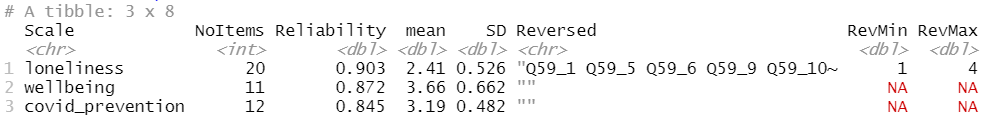 # A tibble: 3 x 8
Scale NoItems Reliability mean SD Reversed RevMin RevMax
<chr> <int> <dbl> <dbl> <dbl> <chr> <dbl> <dbl>
1 loneliness 20 0.903 2.41 0.526 "Q59_1 Q59_5 Q59_6 Q59_9 Q59_10~ 1 4
2 wellbeing 11 0.872 3.66 0.662 "" NA NA
3 covid_prevention 12 0.845 3.19 0.482 "" NA NA